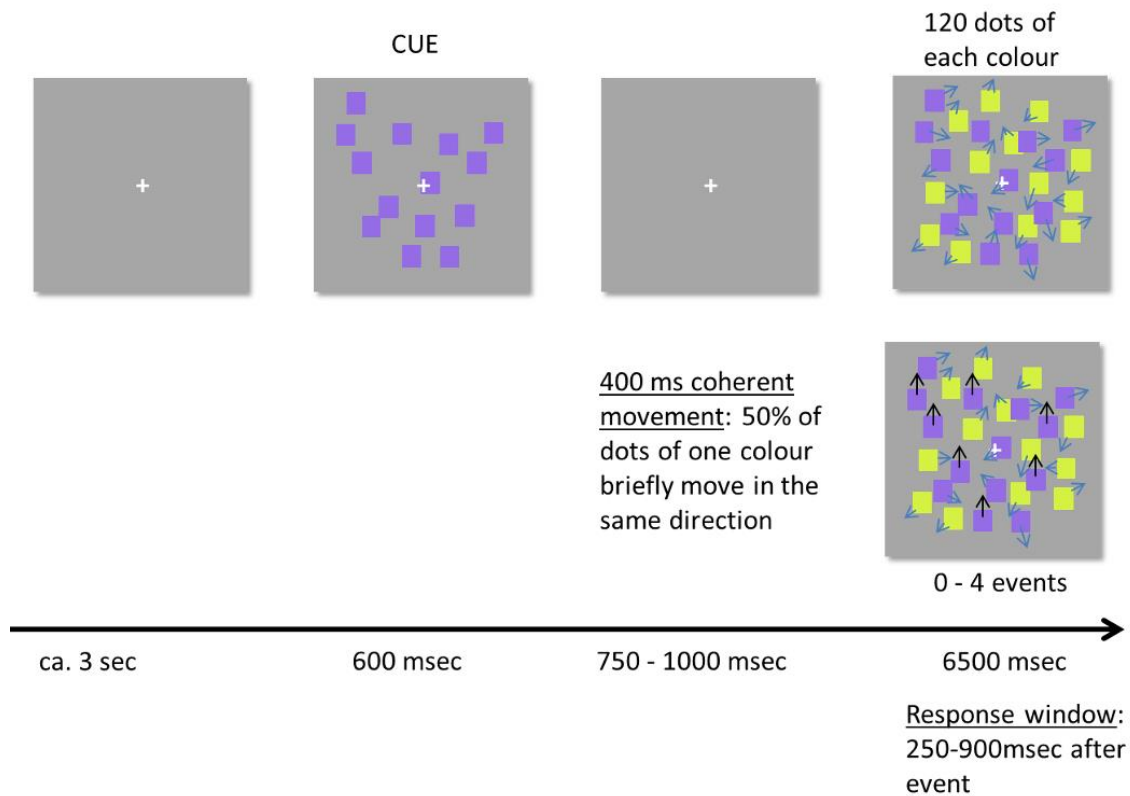 CUE
120 dots of
each colour
400 ms coherent
movement: 50% of
dots of one colour
briefly move in the
same direction
0 - 4 events
ca. 3 sec
600 msec
750 - 1000 msec
6500 msec
Response window:
250-900msec after
event